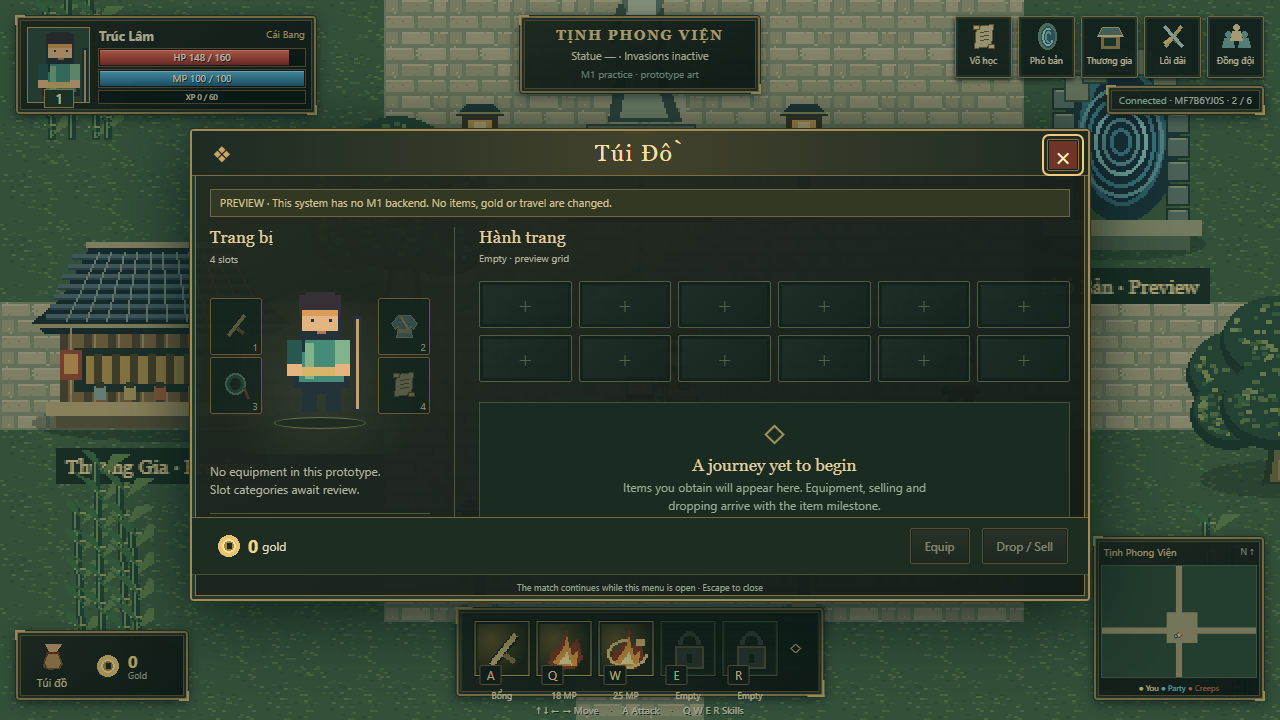 Trúc Lâm
Cái Bang
HP 148 / 160
MP 100 / 100
XP 0 / 60
1
TỊNH PHONG VIỆN
Statue — · Invasions inactive
M1 practice · prototype art
Võ học
Phó bản
Thương gia
Lôi đài
Đồng đội
Connected · MF7B6YJ0S · 2 / 6
Túi Đồ
×
PREVIEW · This system has no M1 backend. No items, gold or travel are changed.
Trang bị
4 slots
1
2
3
4
No equipment in this prototype.
Slot categories await review.
Hành trang
Empty · preview grid
+ + + + + +
+ + + + + +
A journey yet to begin
Items you obtain will appear here. Equipment, selling and
dropping arrive with the item milestone.
0 gold
Equip
Drop / Sell
The match continues while this menu is open · Escape to close
ản · Preview
Gia ·
Túi đồ
0
Gold
A
Q
W
E
R
Bổng
18 MP
25 MP
Empty
Empty
↑↓←→ Move · A Attack · Q W E R Skills
Tịnh Phong Viện
N ↑
● You ● Party ● Creeps